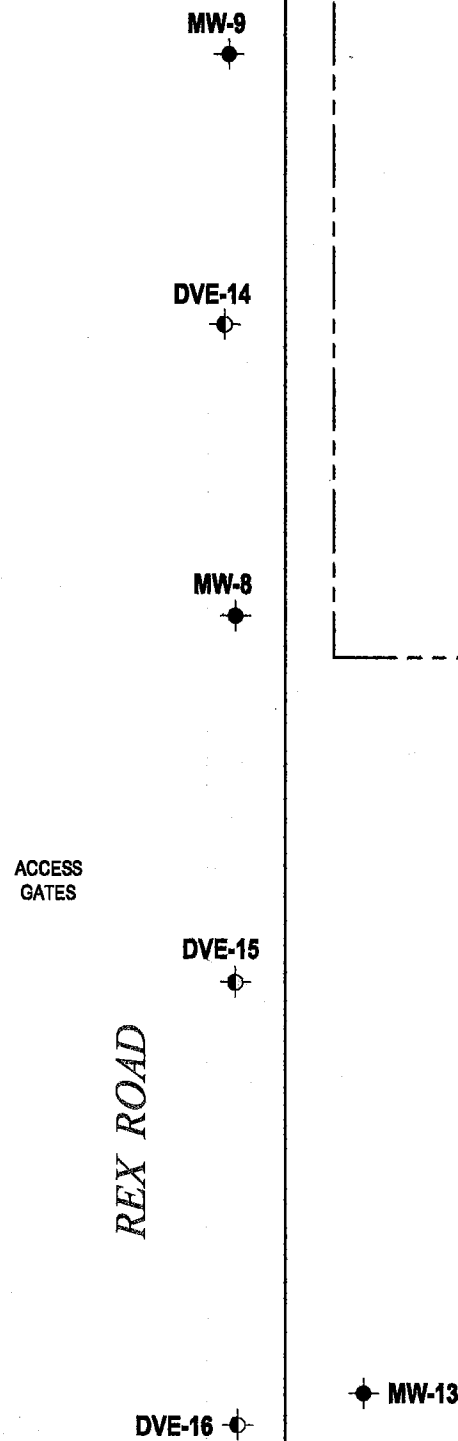 MW-9
DVE-14
MW-8
ACCESS
GATES
DVE-15
REX ROAD
MW-13
DVE-16